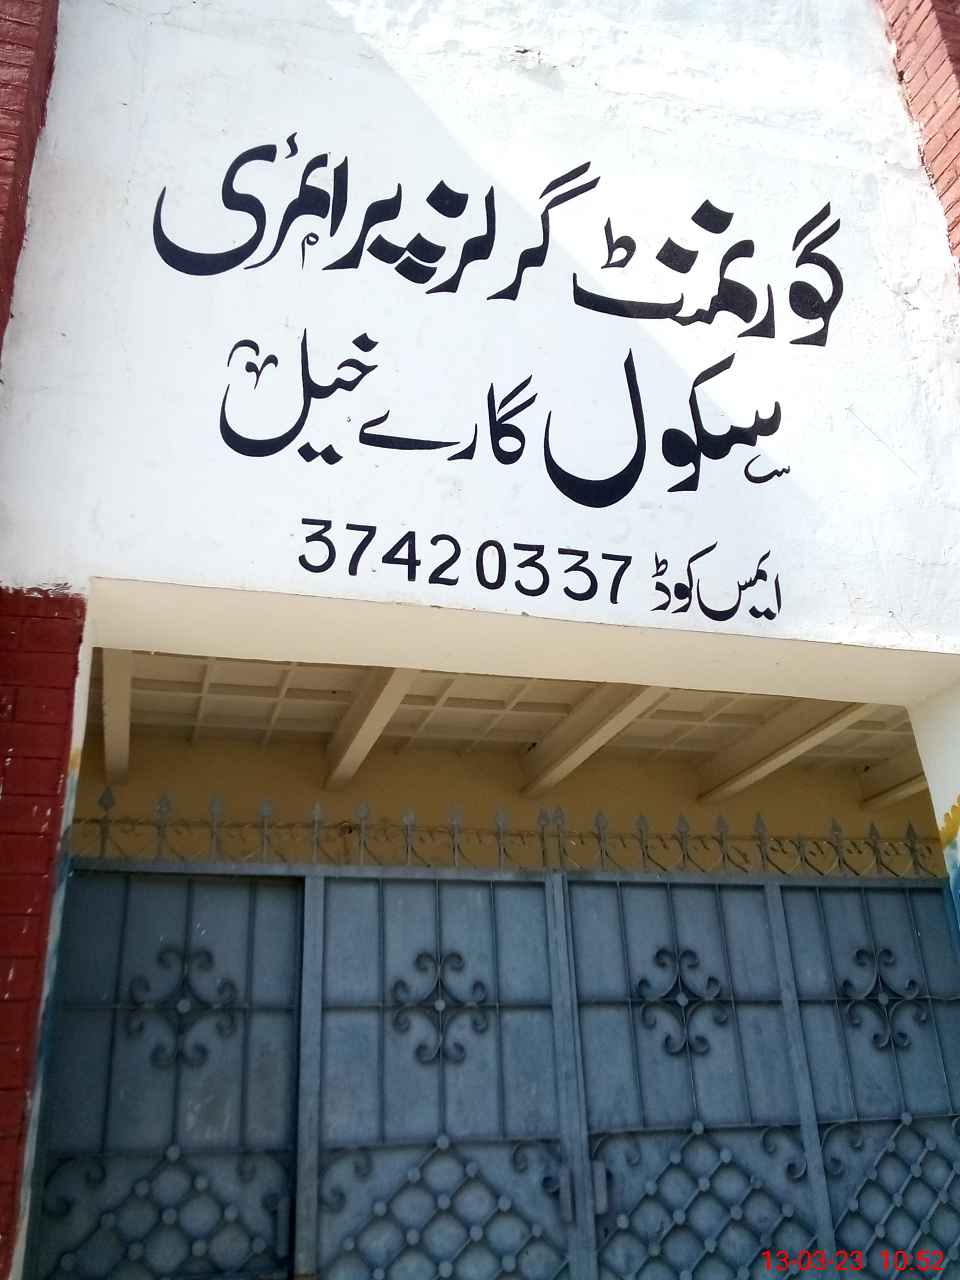 گورنمنٹ گرلز پرائمری
سکول گارے خیل
ایمس کوڈ 37420337
13-03-23 10:52